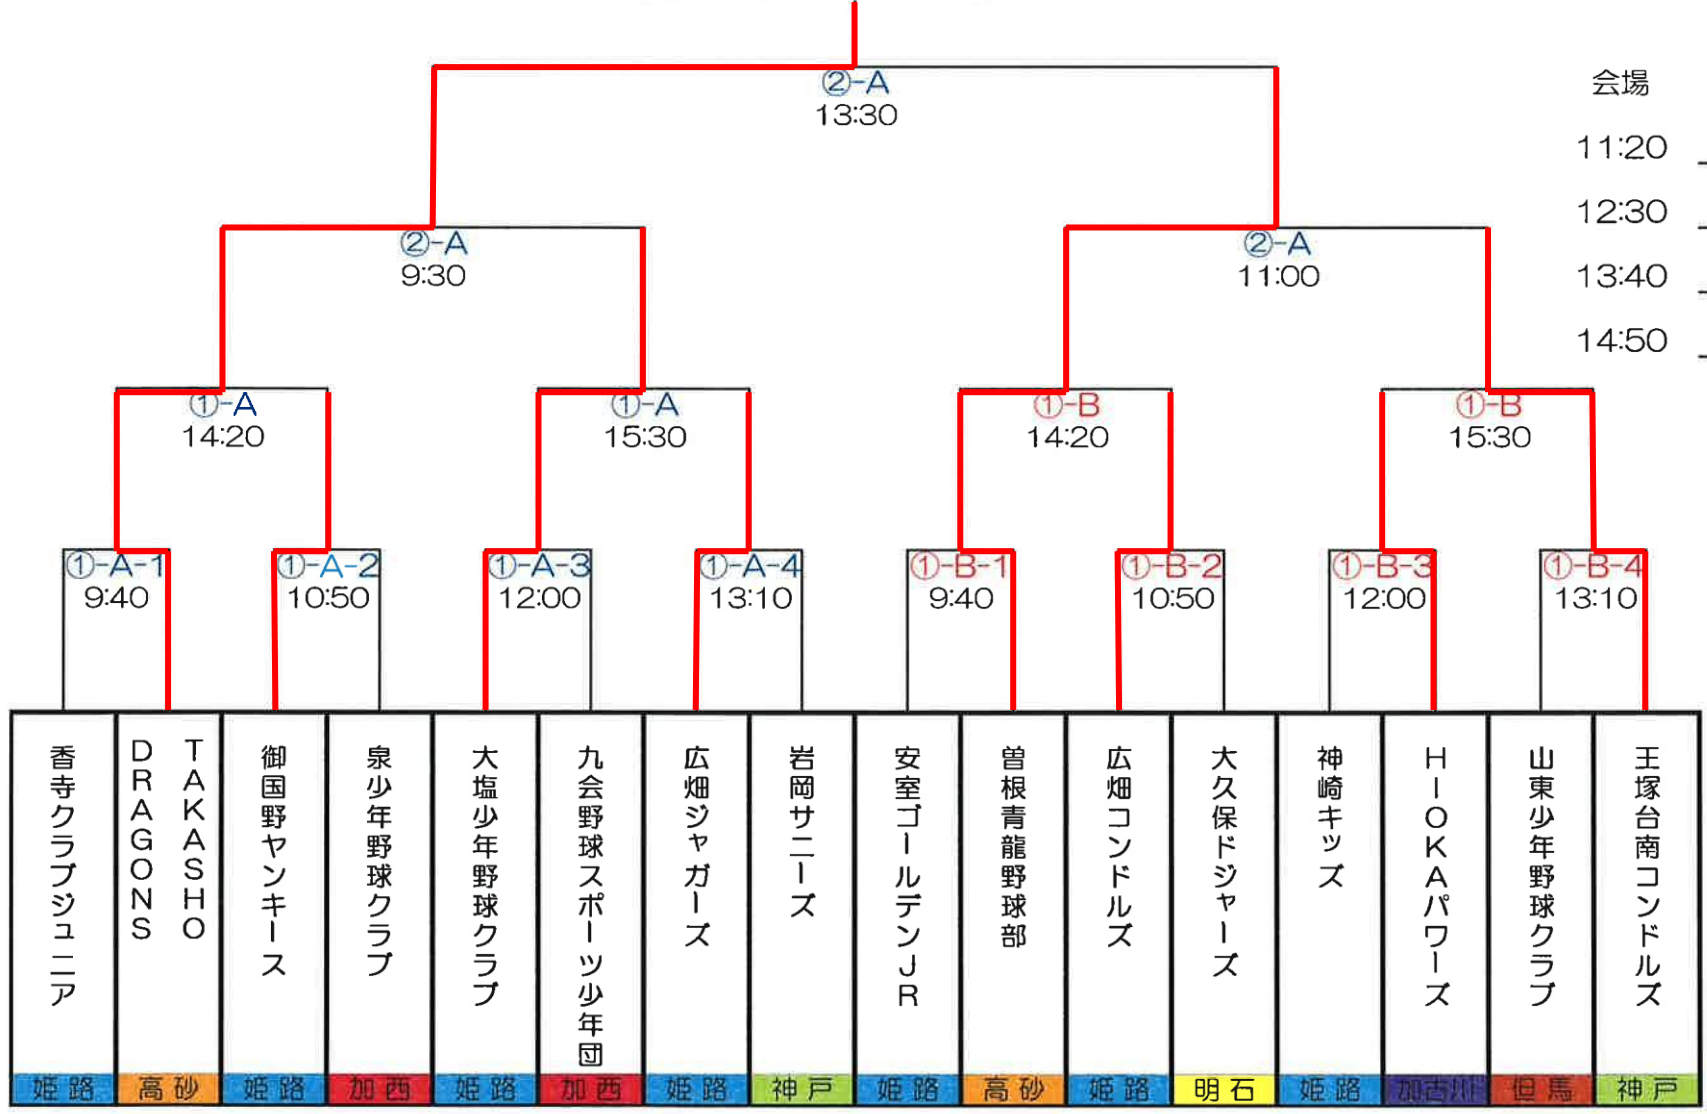 ②-A
13:30
会場
11:20
12:30
13:40
14:50
②-A
9:30
②-A
11:00
①-A
14:20
①-A
15:30
①-B
14:20
①-B
15:30
①-A-1
9:40
①-A-2
10:50
①-A-3
12:00
①-A-4
13:10
①-B-1
9:40
①-B-2
10:50
①-B-3
12:00
①-B-4
13:10
香寺クラブジュニア
TAKASHO
DRAGONS
御国野ヤンキース
泉少年野球クラブ
大塩少年野球クラブ
九会野球スポーツ少年団
広畑ジャガーズ
岩岡サニーズ
安室ゴールデンJR
曽根青龍野球部
広畑コンドルズ
大久保ドジャーズ
神崎キッズ
HIOKAパワーズ
山東少年野球クラブ
王塚台南コンドルズ
姫路
高砂
姫路
加西
姫路
加西
姫路
神戸
姫路
高砂
姫路
明石
姫路
加古川
但馬
神戸